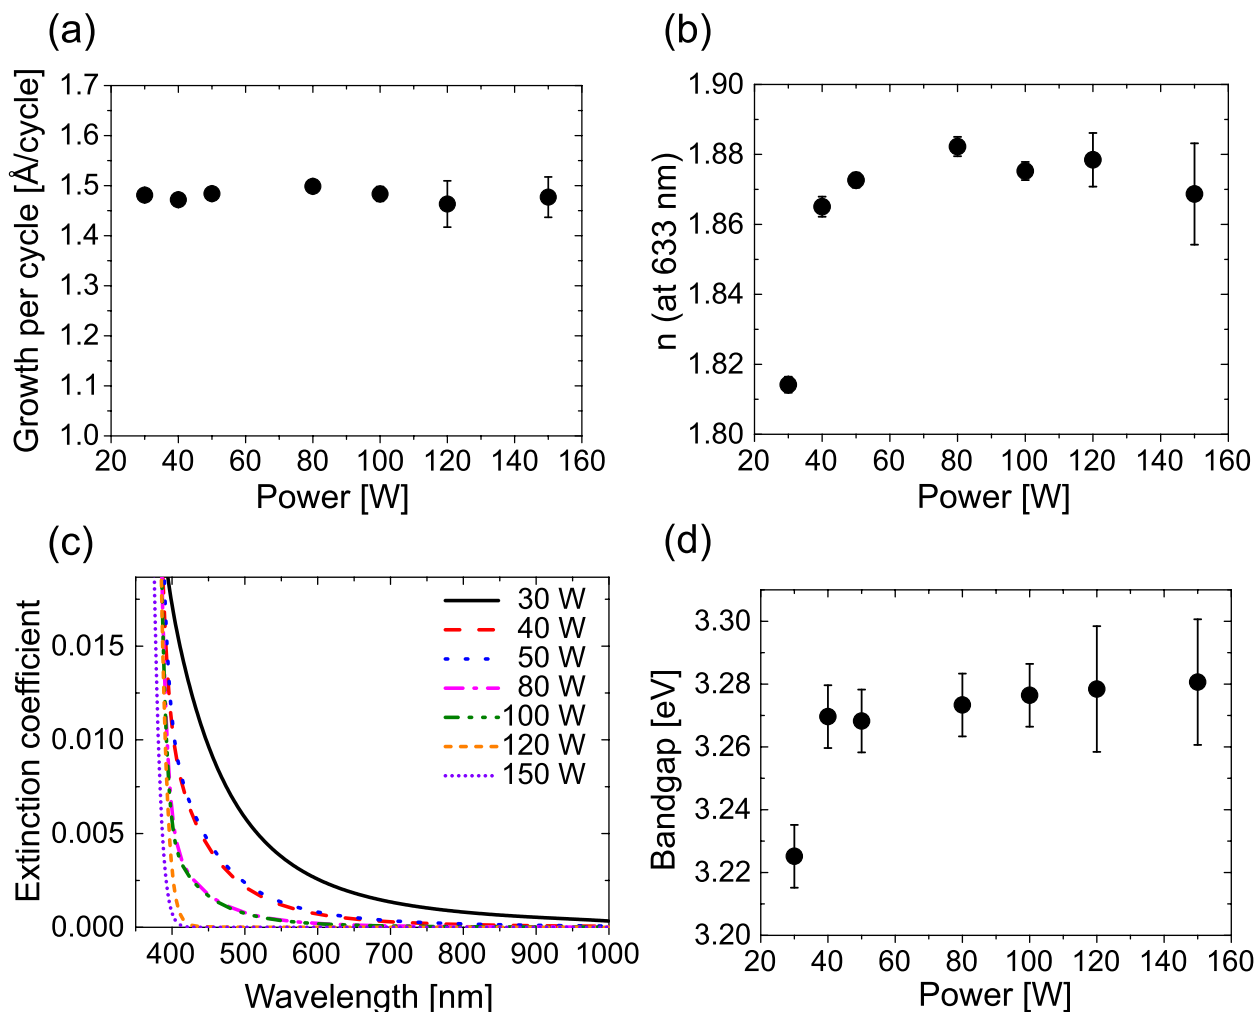 (a)
Growth per cycle [Å/cycle]
1.7
1.6
1.5
1.4
1.3
1.2
1.1
1.0
20 40 60 80 100 120 140 160
Power [W]
(b)
n (at 633 nm)
1.90
1.88
1.86
1.84
1.82
1.80
20 40 60 80 100 120 140 160
Power [W]
(c)
Extinction coefficient
0.015
0.010
0.005
0.000
30 W
40 W
50 W
80 W
100 W
120 W
150 W
400 500 600 700 800 900 1000
Wavelength [nm]
(d)
Bandgap [eV]
3.30
3.28
3.26
3.24
3.22
3.20
20 40 60 80 100 120 140 160
Power [W]